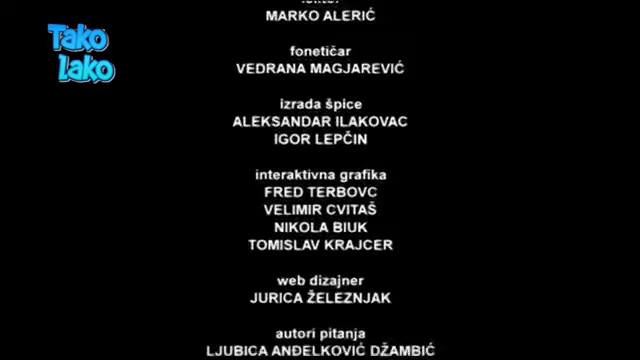 Tako
lako
MARKO ALERIĆ
fonetičar
VEDRANA MAGJAREVIĆ
izrada špice
ALEKSANDAR ILAKOVAC
IGOR LEPČIN
interaktivna grafika
FRED TERBOVC
VELIMIR CVITAŠ
NIKOLA BIUK
TOMISLAV KRAJCER
web dizajner
JURICA ŽELEZNJAK
autori pitanja
LJUBICA ANĐELKOVIĆ DŽAMBIĆ